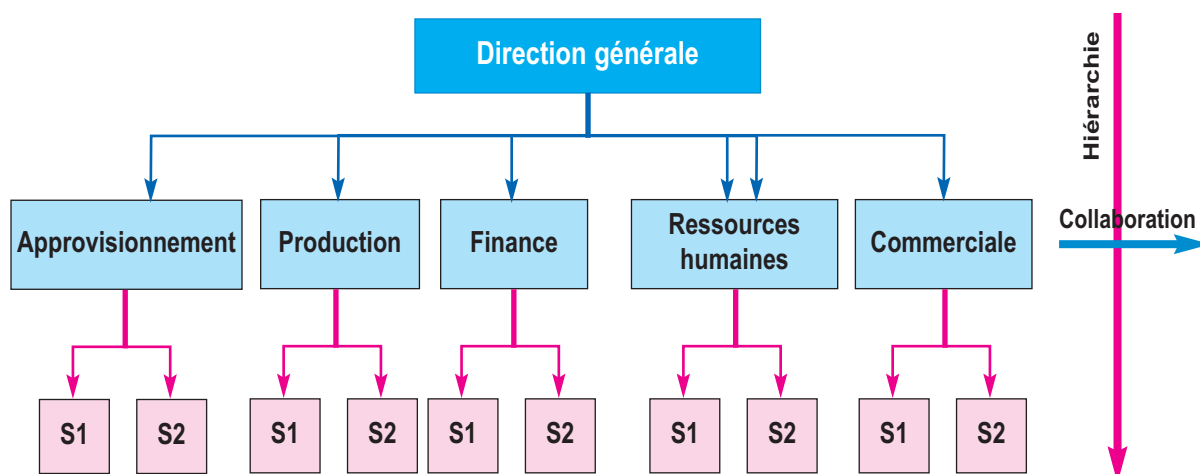 Direction générale
Hiérarchie
Approvisionnement
Production
Finance
Ressources
humaines
Commerciale
Collaboration
S1
S2
S1
S2
S1
S2
S1
S2
S1
S2